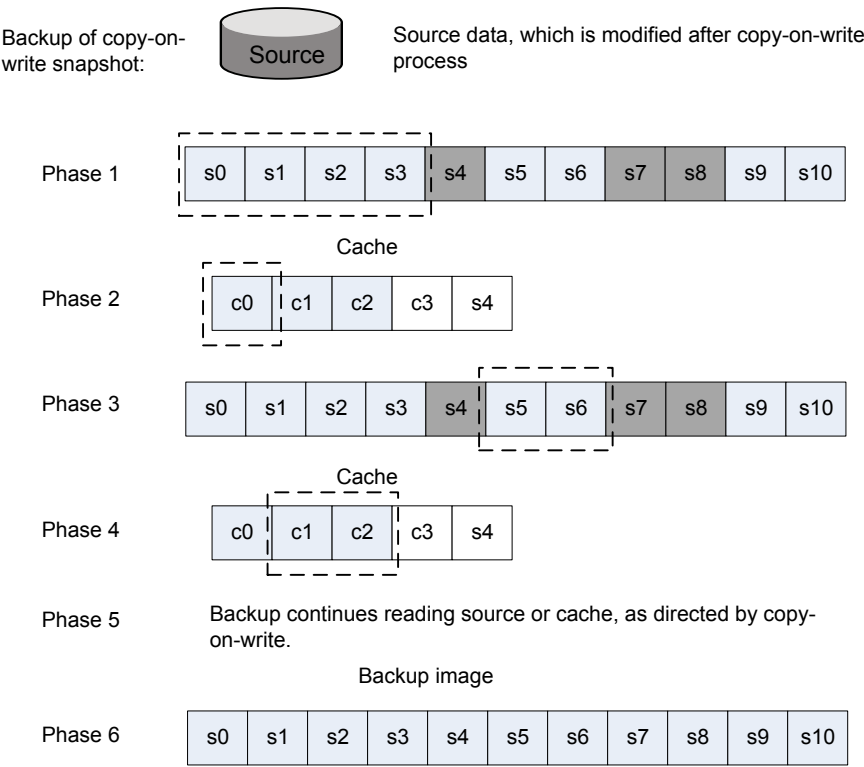 Backup of copy-on-
write snapshot:
Source
Source data, which is modified after copy-on-write
process
Phase 1
s0 s1 s2 s3 s4 s5 s6 s7 s8 s9 s10
Cache
Phase 2
c0 c1 c2 c3 s4
Phase 3
s0 s1 s2 s3 s4 s5 s6 s7 s8 s9 s10
Cache
Phase 4
c0 c1 c2 c3 s4
Phase 5
Backup continues reading source or cache, as directed by copy-
on-write.
Backup image
Phase 6
s0 s1 s2 s3 s4 s5 s6 s7 s8 s9 s10